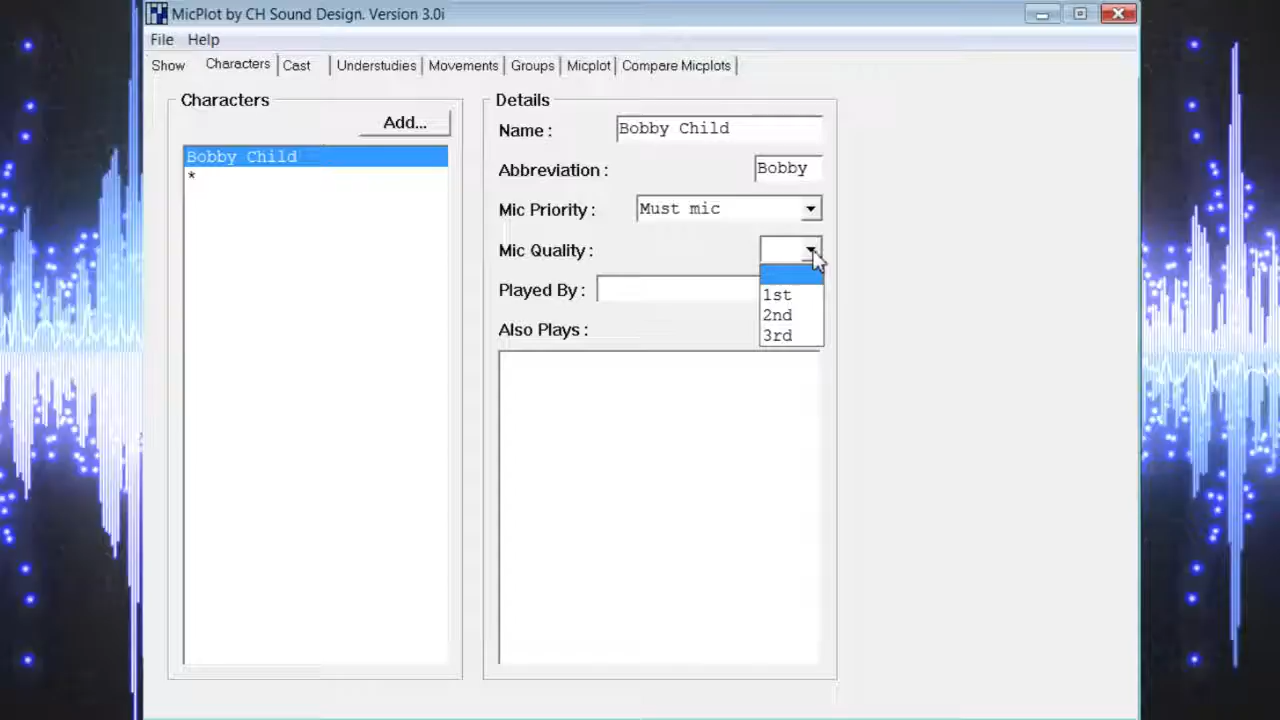 MicPlot by CH Sound Design. Version 3.0i
File Help
Show Characters Cast Understudies Movements Groups Micplot Compare Micplots
Characters
Add...
Bobby Child
*
Details
Name : Bobby Child
Abbreviation : Bobby
Mic Priority : Must mic
Mic Quality :
1st
2nd
3rd
Played By :
Also Plays :